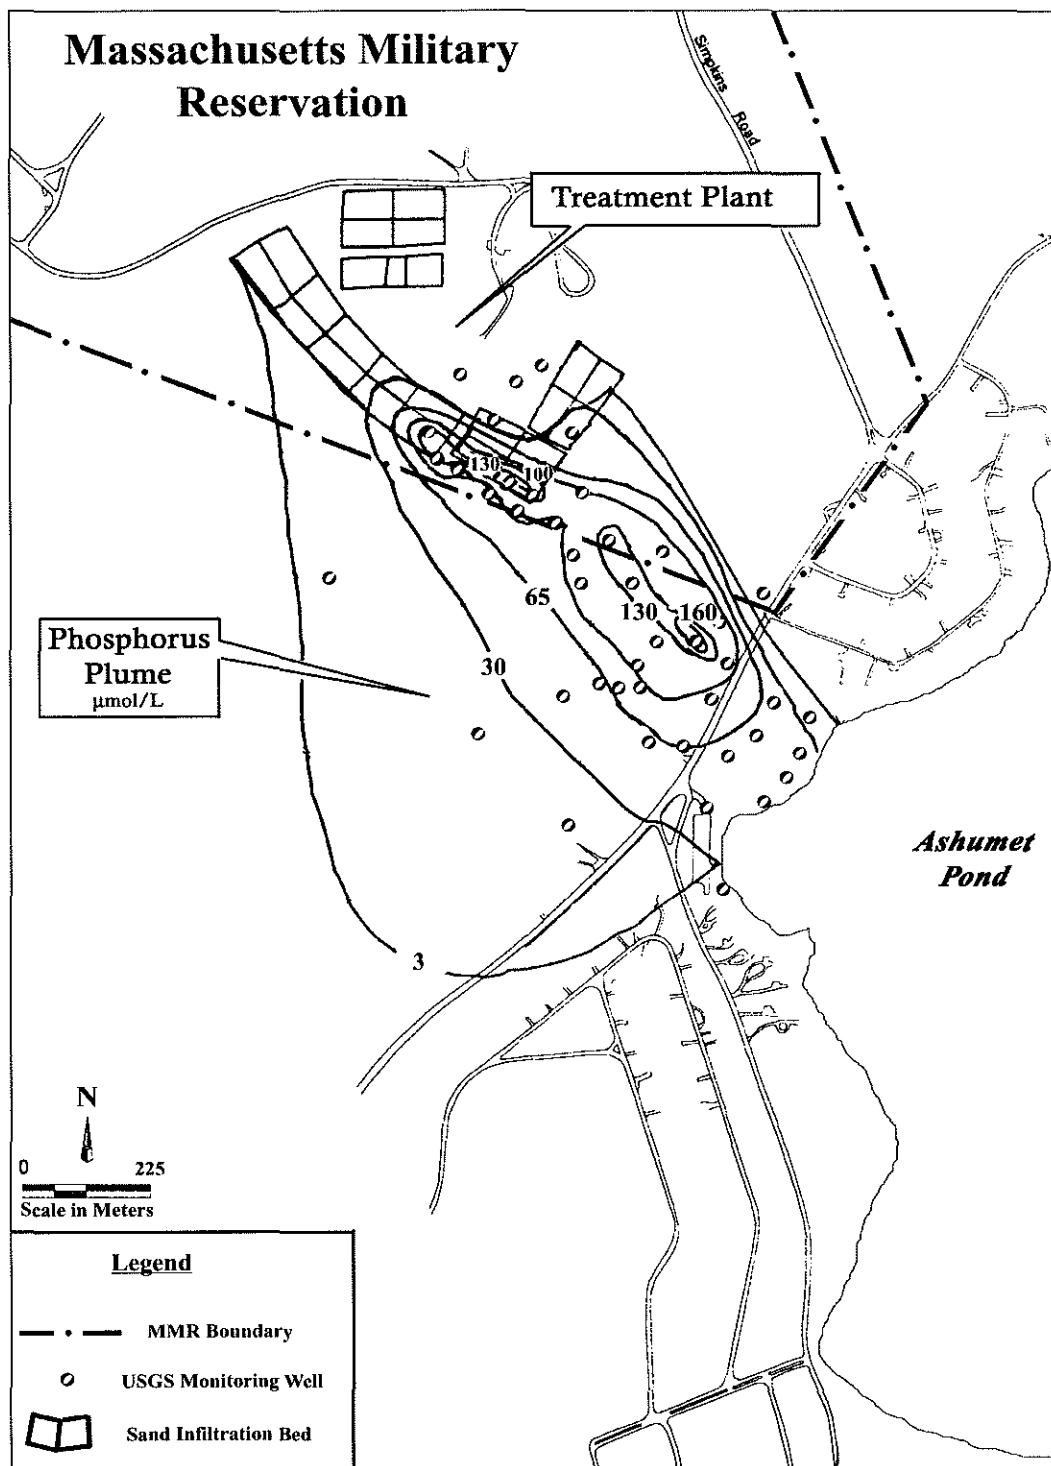 Massachusetts Military
Reservation
Simpkins Road
Treatment Plant
130
100
65
130
160
30
Phosphorus
Plume
µmol/L
3
Ashumet
Pond
N
0 225
Scale in Meters
Legend
MMR Boundary
USGS Monitoring Well
Sand Infiltration Bed